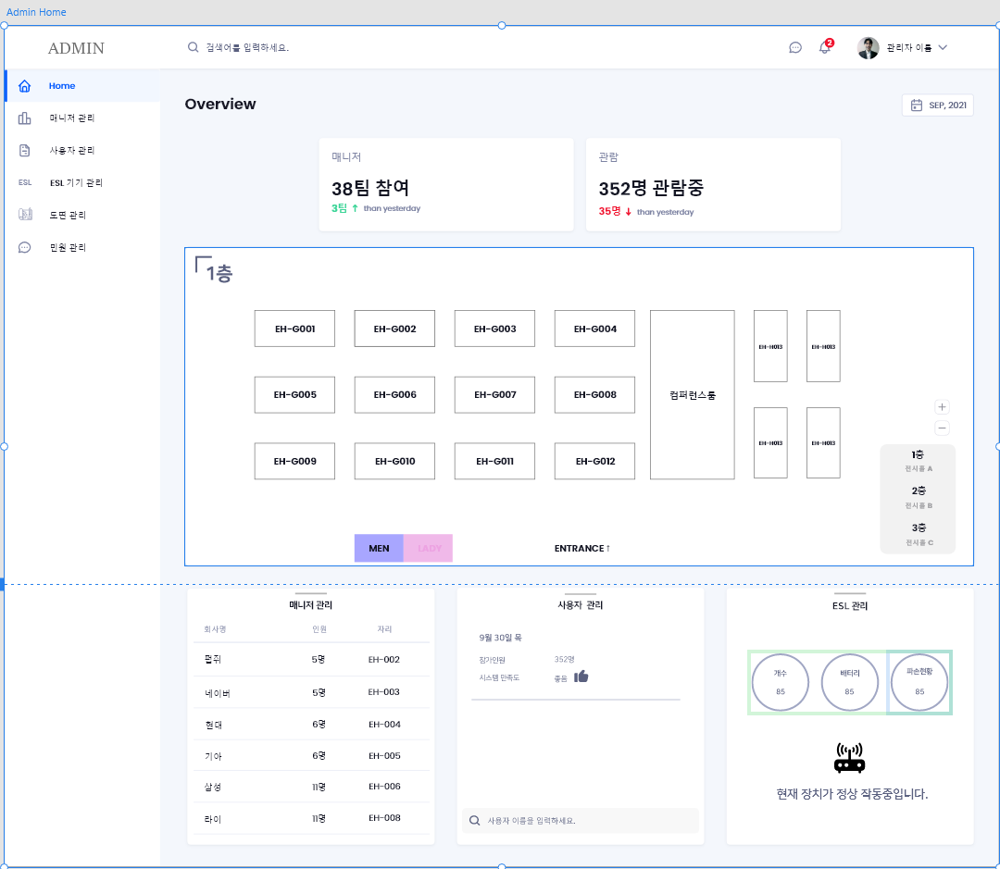 Admin Home
ADMIN
검색어를 입력하세요.
2
관리자 이름
Home
매니저 관리
사용자 관리
ESL ESL 기기 관리
도면 관리
민원 관리
Overview
SEP, 2021
매니저
38팀 참여
3팀 ↑ than yesterday
관람
352명 관람중
35명 ↓ than yesterday
1층
EH-G001 EH-G002 EH-G003 EH-G004
EH-H013 EH-H013
EH-G005 EH-G006 EH-G007 EH-G008
컴퍼런스룸
EH-H013 EH-H013
EH-G009 EH-G010 EH-G011 EH-G012
+
−
1층
전시홀 A
2층
전시홀 B
3층
전시홀 C
MEN LADY
ENTRANCE ↑
매니저 관리
회사명 인원 자리
펍쥐 5명 EH-002
네이버 5명 EH-003
현대 6명 EH-004
기아 6명 EH-005
삼성 11명 EH-006
라이 11명 EH-008
사용자 관리
9월 30일 목
참가인원 352명
시스템 만족도 좋음
사용자 이름을 입력하세요.
ESL 관리
개수 배터리 파손현황
85 85 85
현재 장치가 정상 작동중입니다.